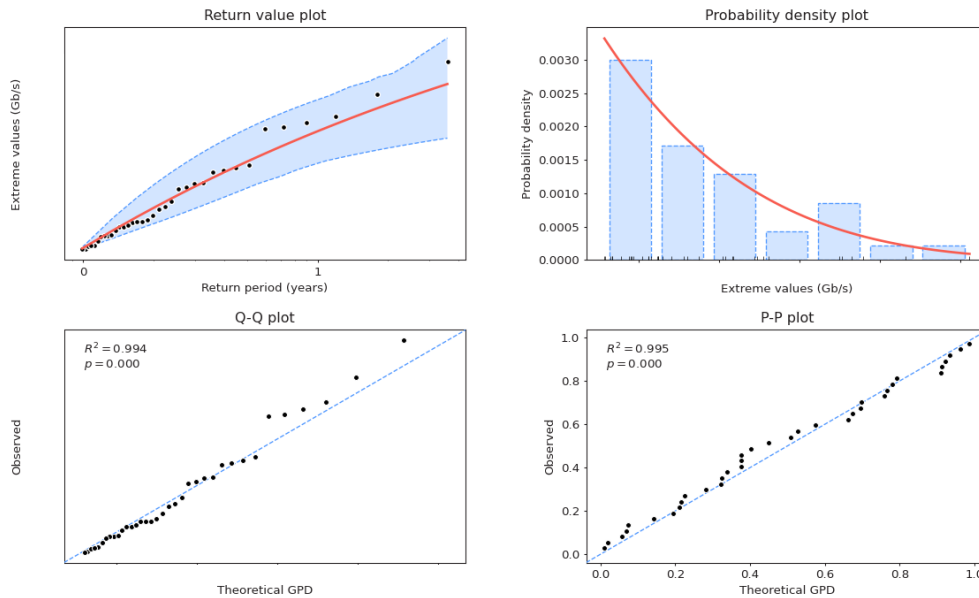 Return value plot
Extreme values (Gb/s)
0
1
Return period (years)
Probability density plot
Probability density
0.0030
0.0025
0.0020
0.0015
0.0010
0.0005
0.0000
Extreme values (Gb/s)
Q-Q plot
R² = 0.994
p = 0.000
Observed
Theoretical GPD
P-P plot
R² = 0.995
p = 0.000
Observed
1.0
0.8
0.6
0.4
0.2
0.0
0.0 0.2 0.4 0.6 0.8 1.0
Theoretical GPD